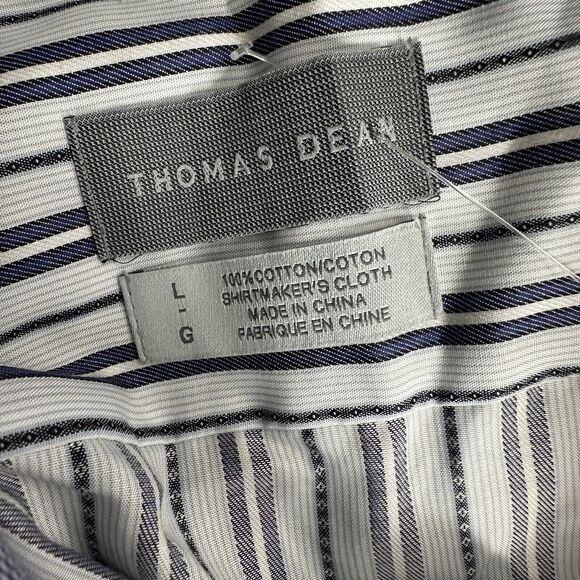 THOMAS DEAN
L
-
G
100% COTTON/COTON
SHIRTMAKER'S CLOTH
MADE IN CHINA
FABRIQUE EN CHINE